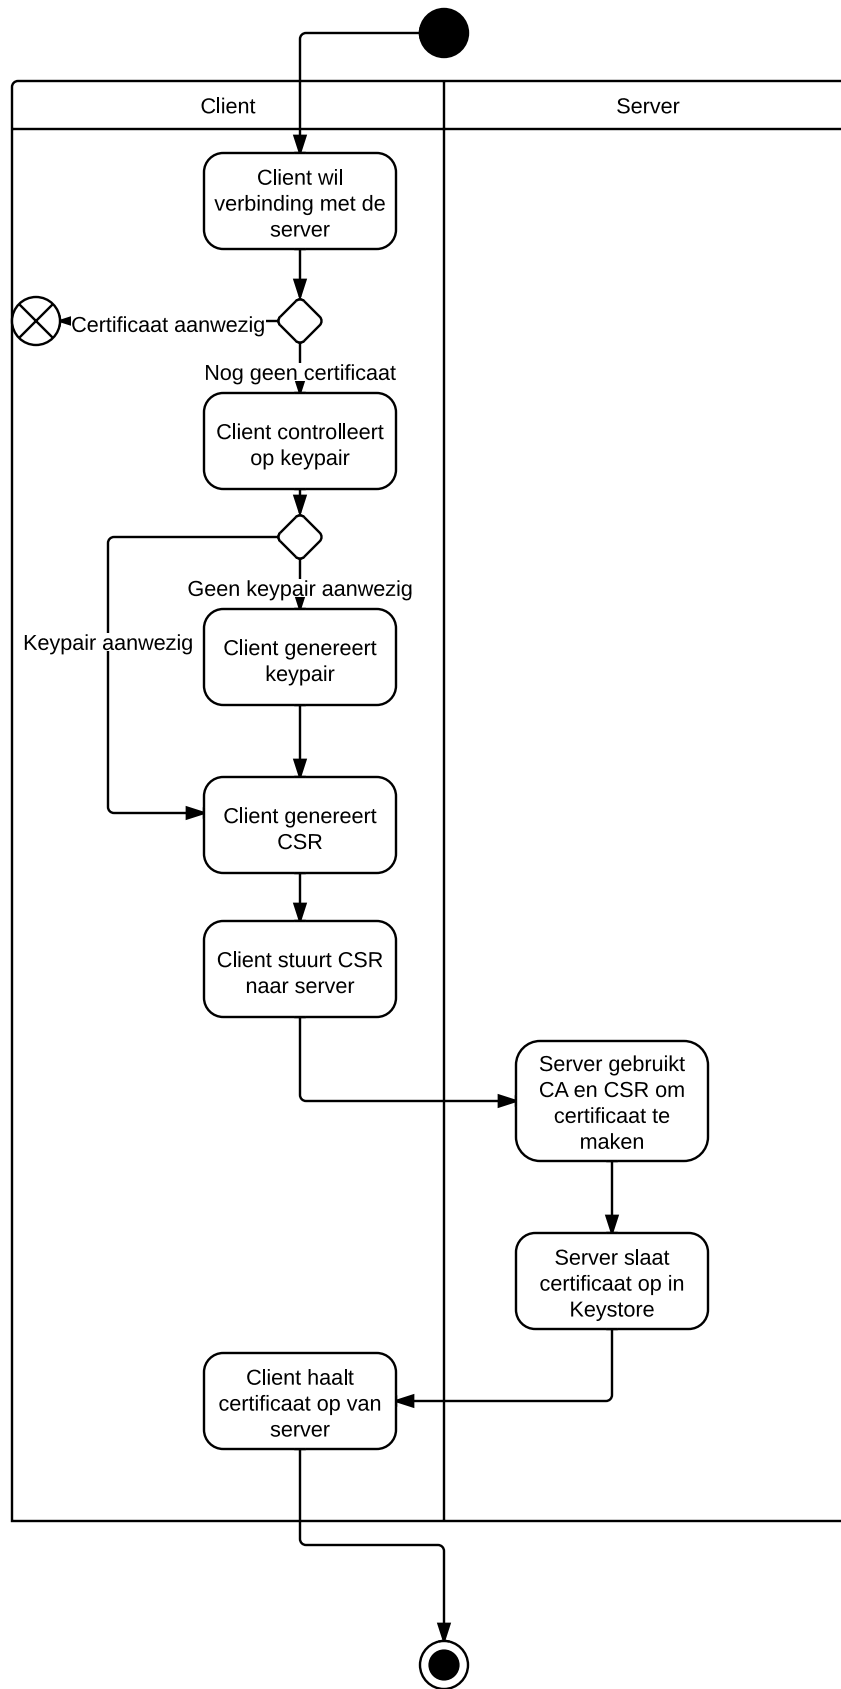 Client
Server
Client wil
verbinding met de
server
Certificaat aanwezig
Nog geen certificaat
Client controlleert
op keypair
Geen keypair aanwezig
Keypair aanwezig
Client genereert
keypair
Client genereert
CSR
Client stuurt CSR
naar server
Server gebruikt
CA en CSR om
certificaat te
maken
Server slaat
certificaat op in
Keystore
Client haalt
certificaat op van
server